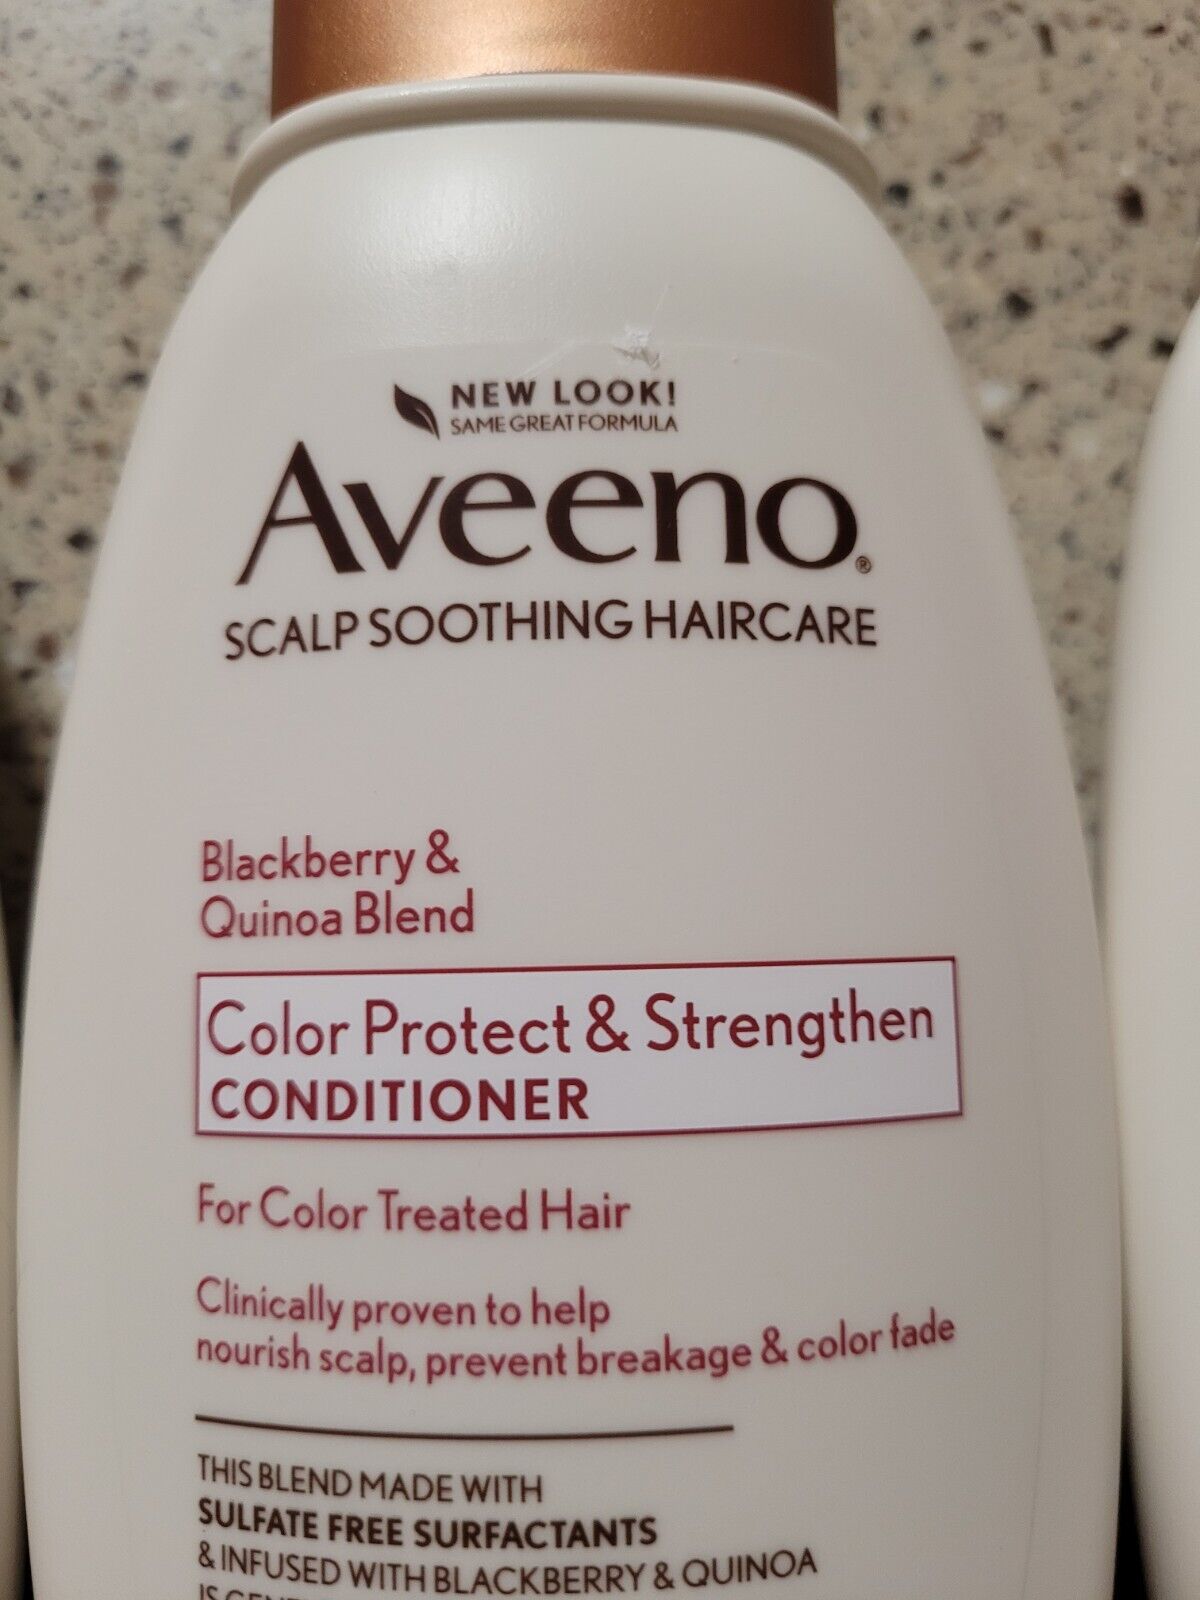 NEW LOOK!
SAME GREAT FORMULA
Aveeno®
SCALP SOOTHING HAIRCARE
Blackberry &
Quinoa Blend
Color Protect & Strengthen
CONDITIONER
For Color Treated Hair
Clinically proven to help
nourish scalp, prevent breakage & color fade
THIS BLEND MADE WITH
SULFATE FREE SURFACTANTS
& INFUSED WITH BLACKBERRY & QUINOA
IS